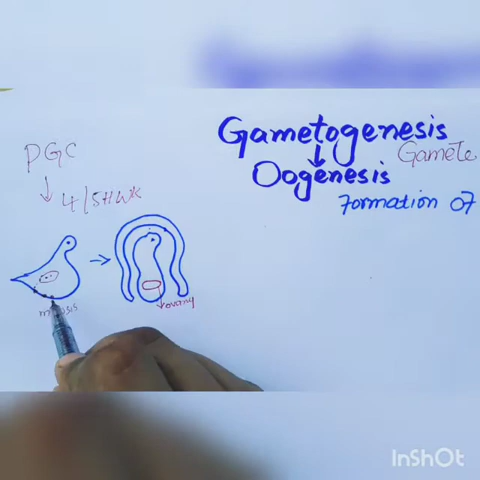 Gametogenesis
Gamete
Oogenesis
Formation of
PGC
4/5th WK
ovary
InShOt